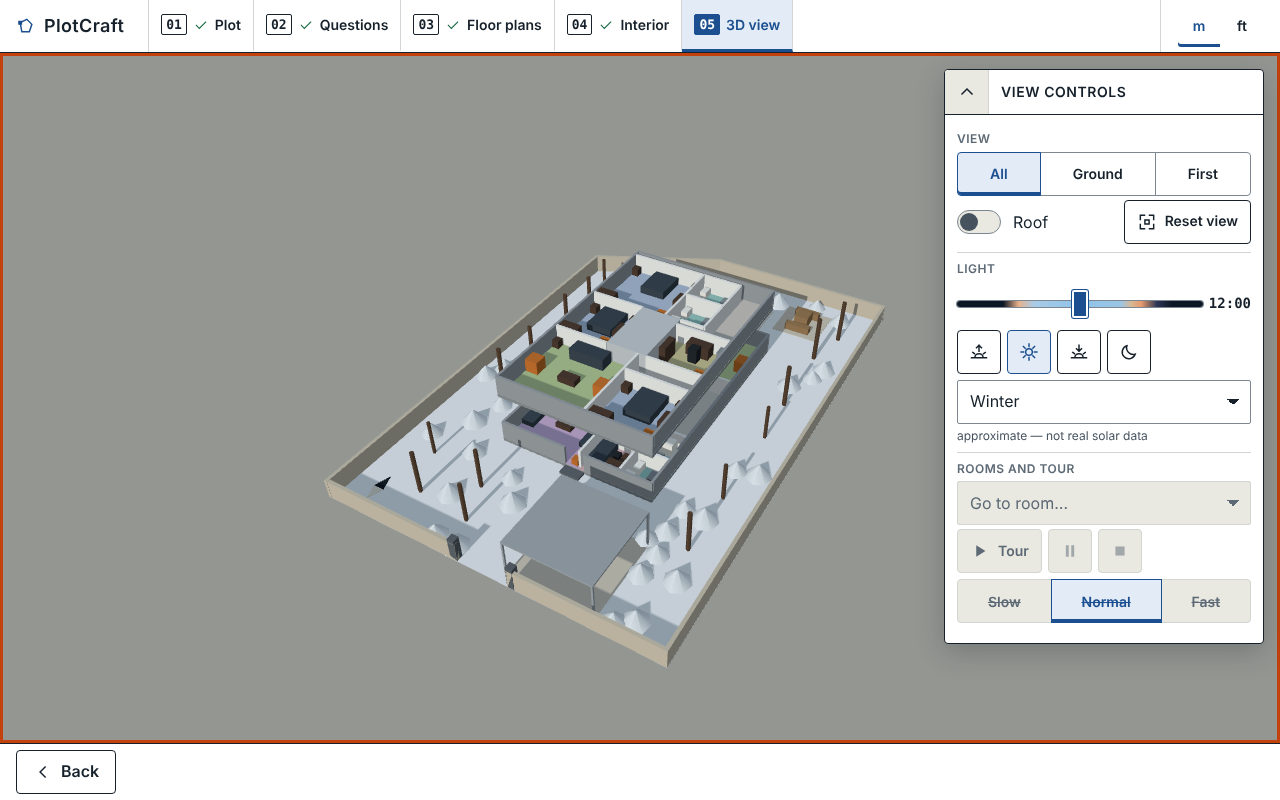 PlotCraft
01 Plot
02 Questions
03 Floor plans
04 Interior
05 3D view
m ft
VIEW CONTROLS
VIEW
All Ground First
Roof Reset view
LIGHT
12:00
Winter
approximate — not real solar data
ROOMS AND TOUR
Go to room...
Tour
Slow Normal Fast
Back